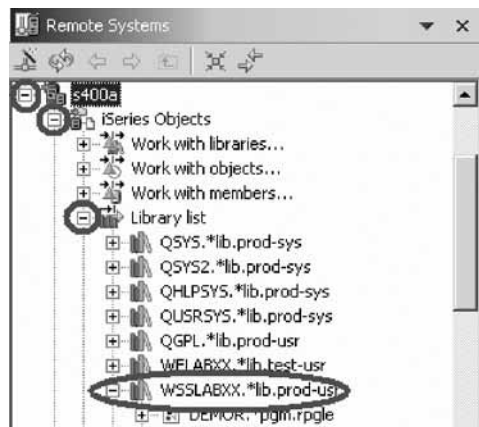 Remote Systems
s400a
iSeries Objects
Work with libraries...
Work with objects...
Work with members...
Library list
QSYS.*lib.prod-sys
QSYS2.*lib.prod-sys
QHLPSYS.*lib.prod-sys
QUSRSYS.*lib.prod-sys
QGPL.*lib.prod-usr
WFLABXX.*lib.test-usr
WSSLABXX.*lib.prod-usr
DEMOR.*pgm.rpgle